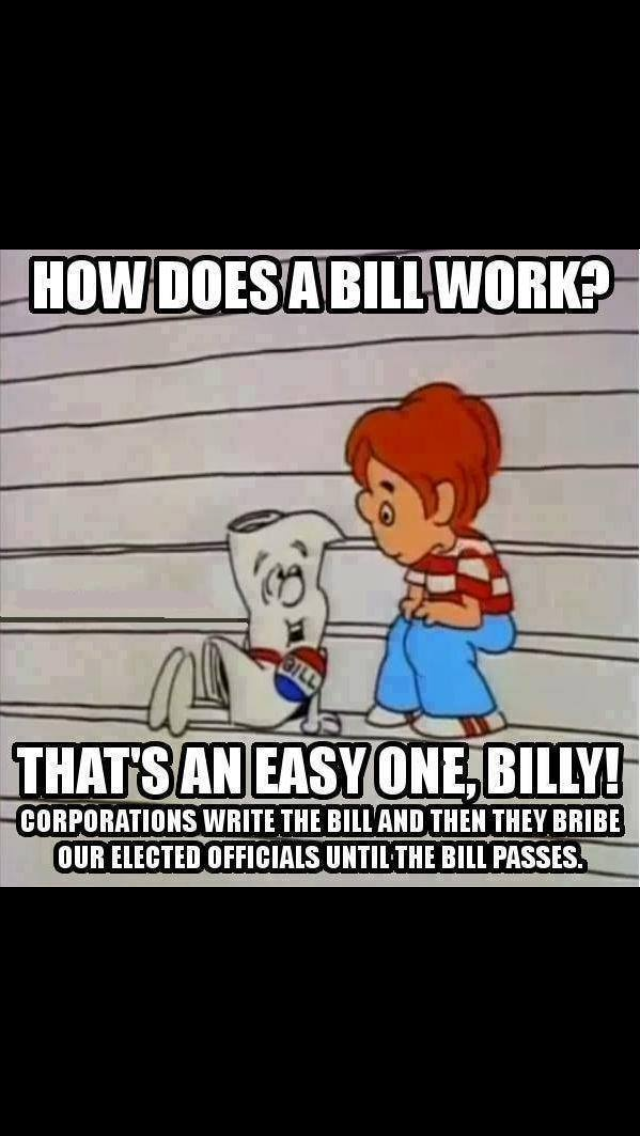 HOW DOES A BILL WORK?
BILL
THAT'S AN EASY ONE, BILLY!
CORPORATIONS WRITE THE BILL AND THEN THEY BRIBE
OUR ELECTED OFFICIALS UNTIL THE BILL PASSES.